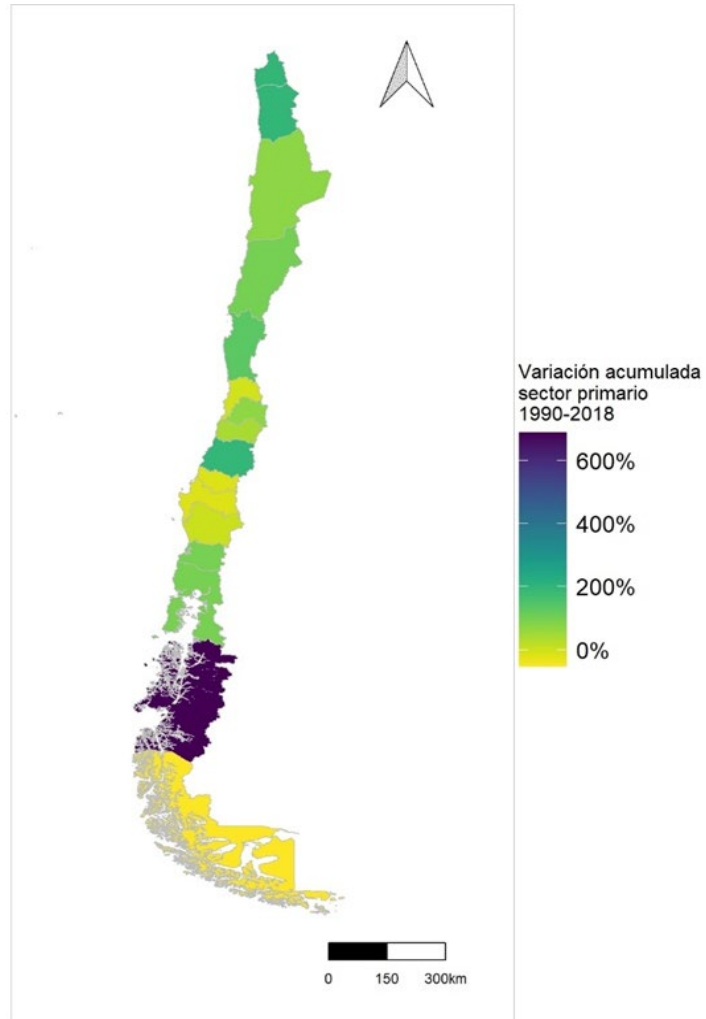 Variación acumulada
sector primario
1990-2018
600%
400%
200%
0%
0 150 300km